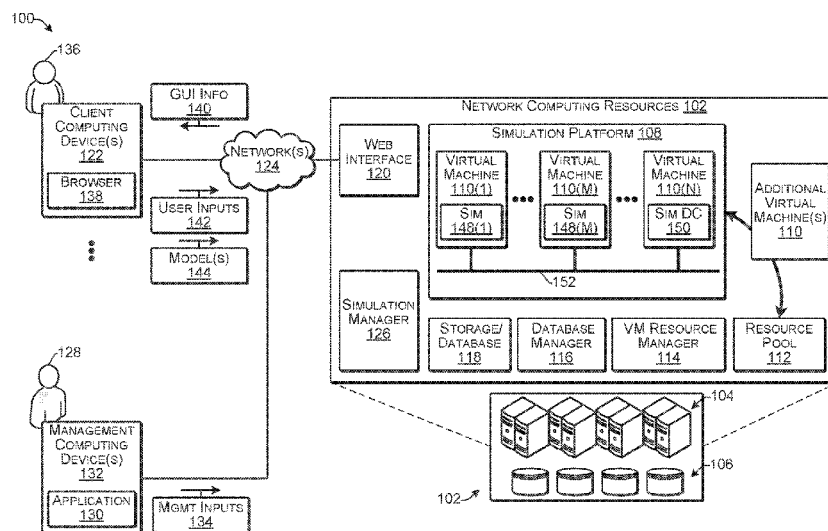 100
136
CLIENT
COMPUTING
DEVICE(S)
122
BROWSER
138
GUI INFO
140
NETWORK(S)
124
USER INPUTS
142
MODEL(S)
144
128
MANAGEMENT
COMPUTING
DEVICE(S)
132
APPLICATION
130
MGMT INPUTS
134
NETWORK COMPUTING RESOURCES 102
WEB
INTERFACE
120
SIMULATION PLATFORM 108
VIRTUAL
MACHINE
110(1)
SIM
148(1)
VIRTUAL
MACHINE
110(M)
SIM
148(M)
VIRTUAL
MACHINE
110(N)
SIM DC
150
152
ADDITIONAL
VIRTUAL
MACHINE(S)
110
SIMULATION
MANAGER
126
STORAGE/
DATABASE
118
DATABASE
MANAGER
116
VM RESOURCE
MANAGER
114
RESOURCE
POOL
112
104
106
102